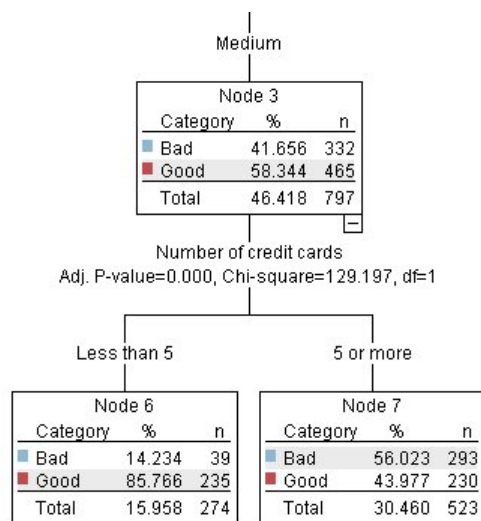 Medium
Node 3
Category % n
Bad 41.656 332
Good 58.344 465
Total 46.418 797
Number of credit cards
Adj. P-value=0.000, Chi-square=129.197, df=1
Less than 5
5 or more
Node 6
Category % n
Bad 14.234 39
Good 85.766 235
Total 15.958 274
Node 7
Category % n
Bad 56.023 293
Good 43.977 230
Total 30.460 523